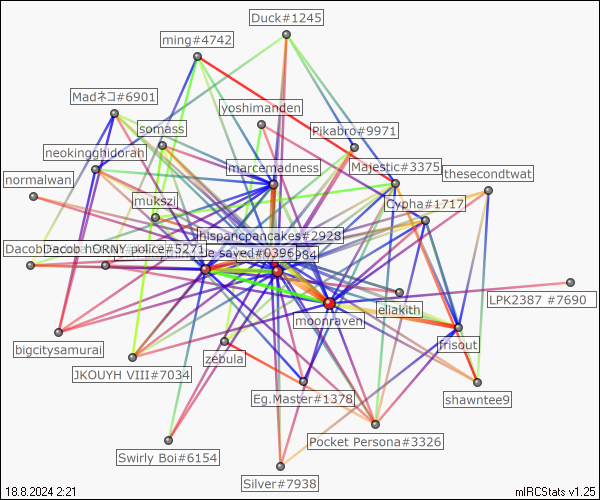 Duck#1245
ming#4742
Madネコ#6901
yoshimanden
somass
Pikabro#9971
neokingghidorah
marcemadness
Majestic#3375
thesecondtwat
normalwan
mukszi
Cypha#1717
hispancpancakes#2928
Dacob
Dacob hORNY police#5271
saved#0396
984
LPK2387 #7690
eliakith
moonraven
frisout
bigcitysamurai
zebula
JKOUYH VIII#7034
Eg.Master#1378
shawntee9
Pocket Persona#3326
Swirly Boi#6154
Silver#7938
18.8.2024 2:21
mIRCStats v1.25